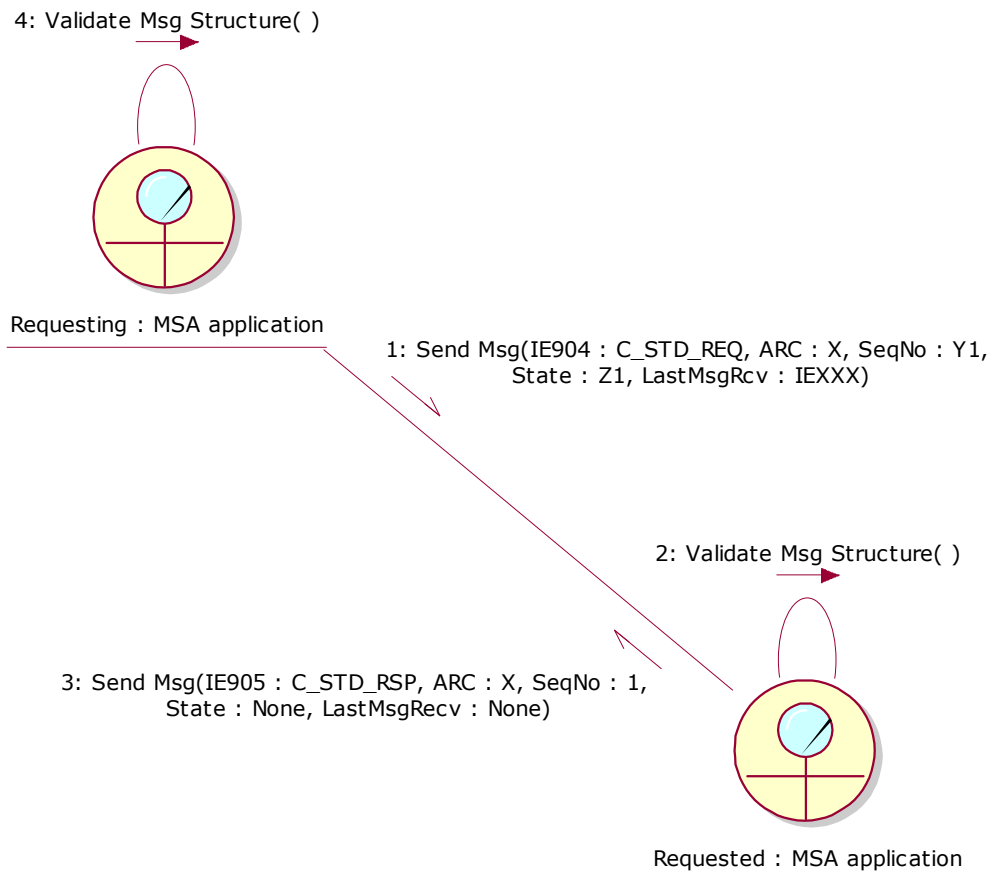 4: Validate Msg Structure( )
Requesting : MSA application
1: Send Msg(IE904 : C_STD_REQ, ARC : X, SeqNo : Y1,
State : Z1, LastMsgRcv : IEXXX)
2: Validate Msg Structure( )
3: Send Msg(IE905 : C_STD_RSP, ARC : X, SeqNo : 1,
State : None, LastMsgRecv : None)
Requested : MSA application